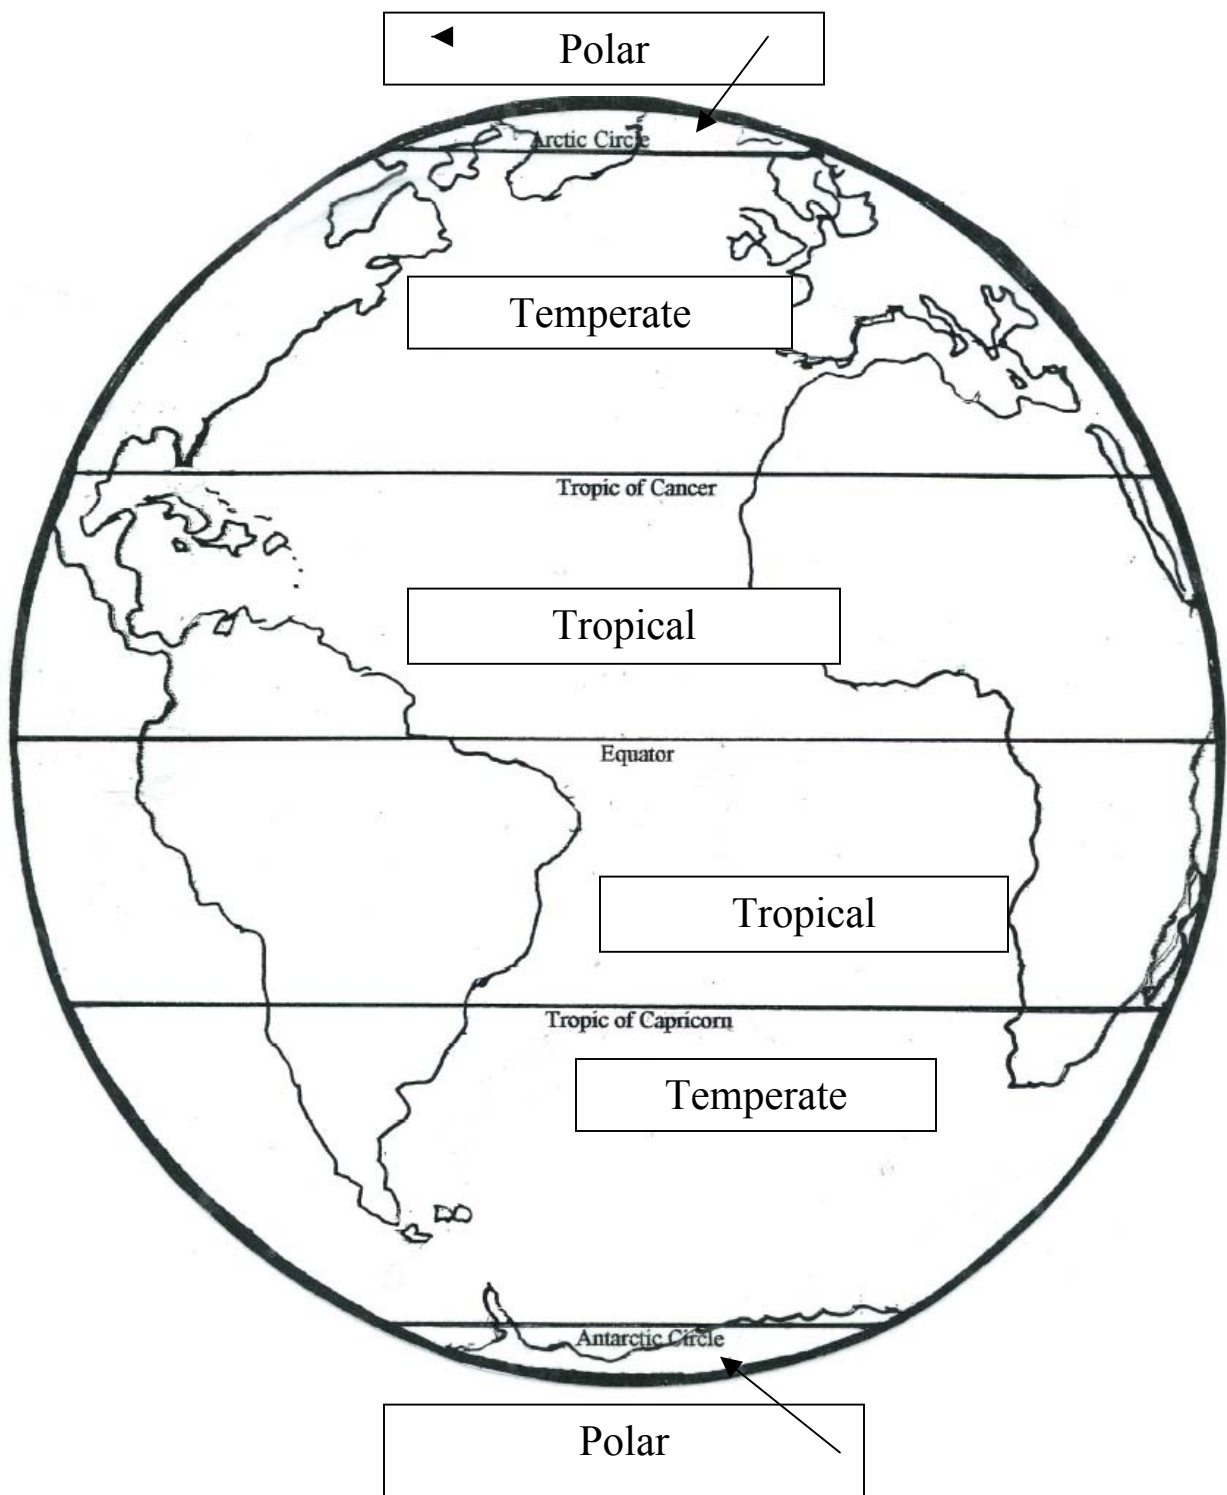 Polar
Arctic Circle
Temperate
Tropic of Cancer
Tropical
Equator
Tropical
Tropic of Capricorn
Temperate
Antarctic Circle
Polar